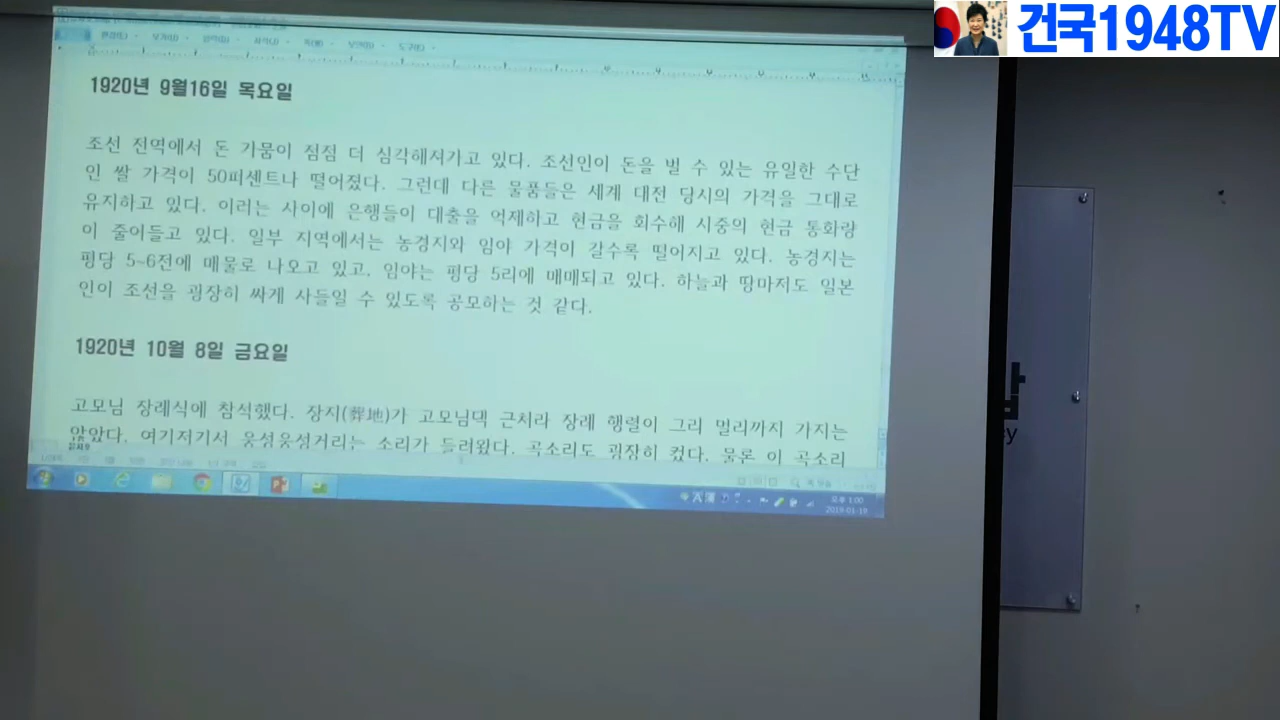 건국1948TV
1920년 9월16일 목요일
조선 전역에서 돈 가뭄이 점점 더 심각해져가고 있다. 조선인이 돈을 벌 수 있는 유일한 수단
인 쌀 가격이 50퍼센트나 떨어졌다. 그런데 다른 물품들은 세계 대전 당시의 가격을 그대로
유지하고 있다. 이러는 사이에 은행들이 대출을 억제하고 현금을 회수해 시중의 현금 통화량
이 줄어들고 있다. 일부 지역에서는 농경지와 임야 가격이 갈수록 떨어지고 있다. 농경지는
평당 5~6전에 매물로 나오고 있고, 임야는 평당 5리에 매매되고 있다. 하늘과 땅마저도 일본
인이 조선을 굉장히 싸게 사들일 수 있도록 공모하는 것 같다.
1920년 10월 8일 금요일
고모님 장례식에 참석했다. 장지(葬地)가 고모님댁 근처라 장례 행렬이 그리 멀리까지 가지는
않았다. 여기저기서 웅성웅성거리는 소리가 들려왔다. 곡소리도 굉장히 컸다. 물론 이 곡소리
오후 1:00
2019-01-19